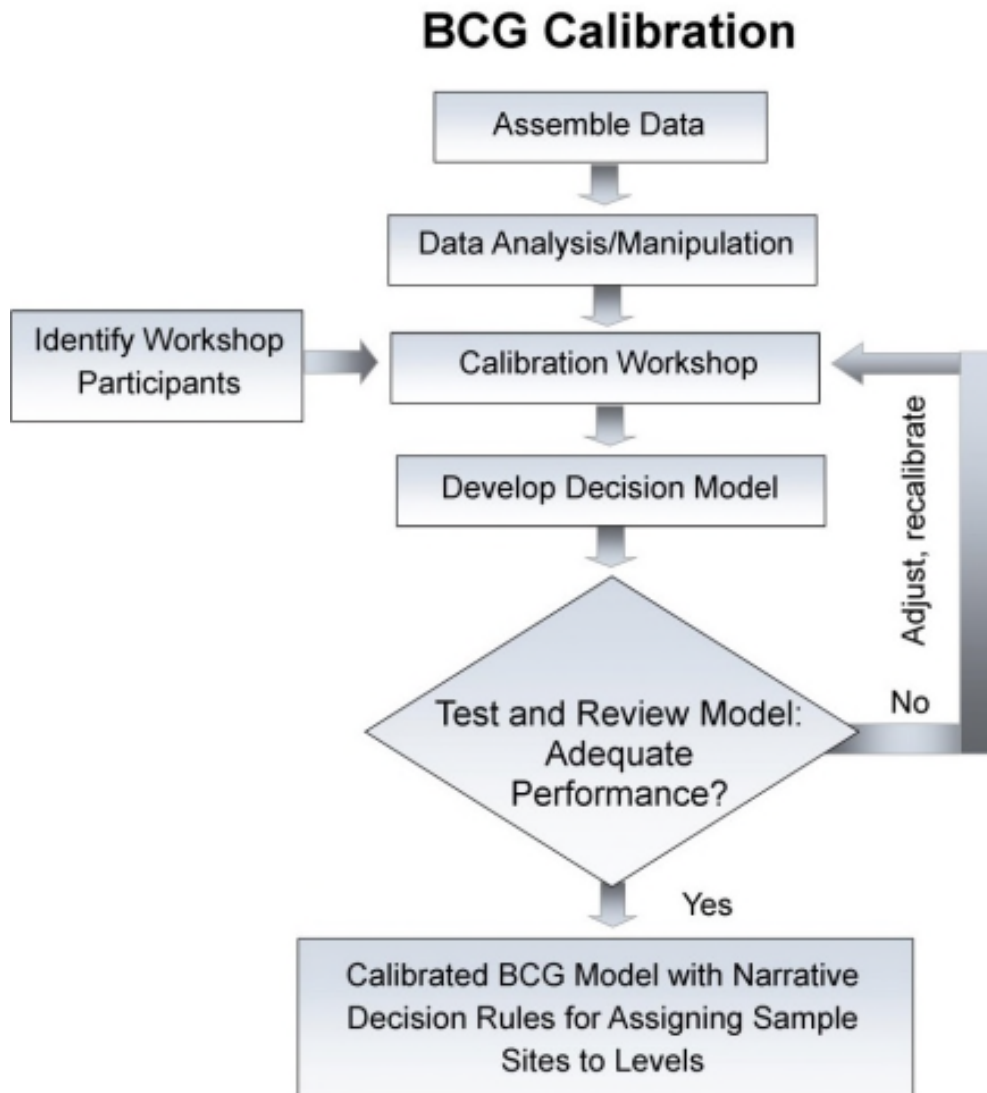 BCG Calibration
Assemble Data
Data Analysis/Manipulation
Identify Workshop
Participants
Calibration Workshop
Develop Decision Model
Adjust, recalibrate
Test and Review Model:
Adequate
Performance?
No
Yes
Calibrated BCG Model with Narrative
Decision Rules for Assigning Sample
Sites to Levels